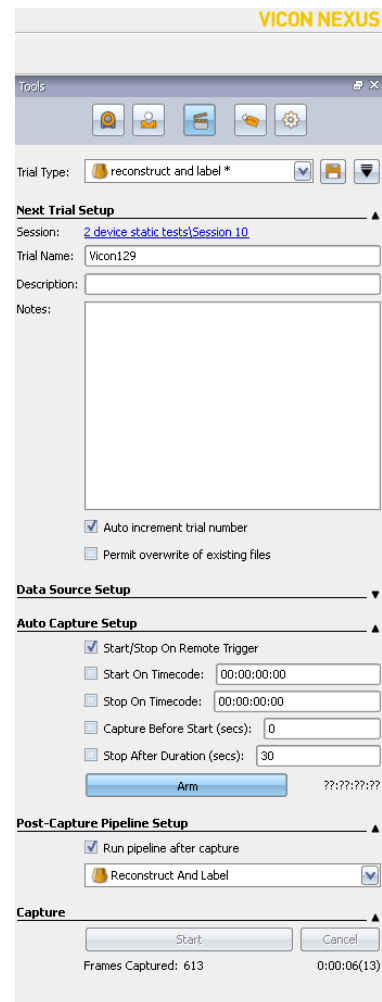 VICON NEXUS
Tools
Trial Type: reconstruct and label *
Next Trial Setup
Session: 2 device static tests\Session 10
Trial Name: Vicon129
Description:
Notes:
Auto increment trial number
Permit overwrite of existing files
Data Source Setup
Auto Capture Setup
Start/Stop On Remote Trigger
Start On Timecode: 00:00:00:00
Stop On Timecode: 00:00:00:00
Capture Before Start (secs): 0
Stop After Duration (secs): 30
Arm ??:??:??:??
Post-Capture Pipeline Setup
Run pipeline after capture
Reconstruct And Label
Capture
Start Cancel
Frames Captured: 613 0:00:06(13)